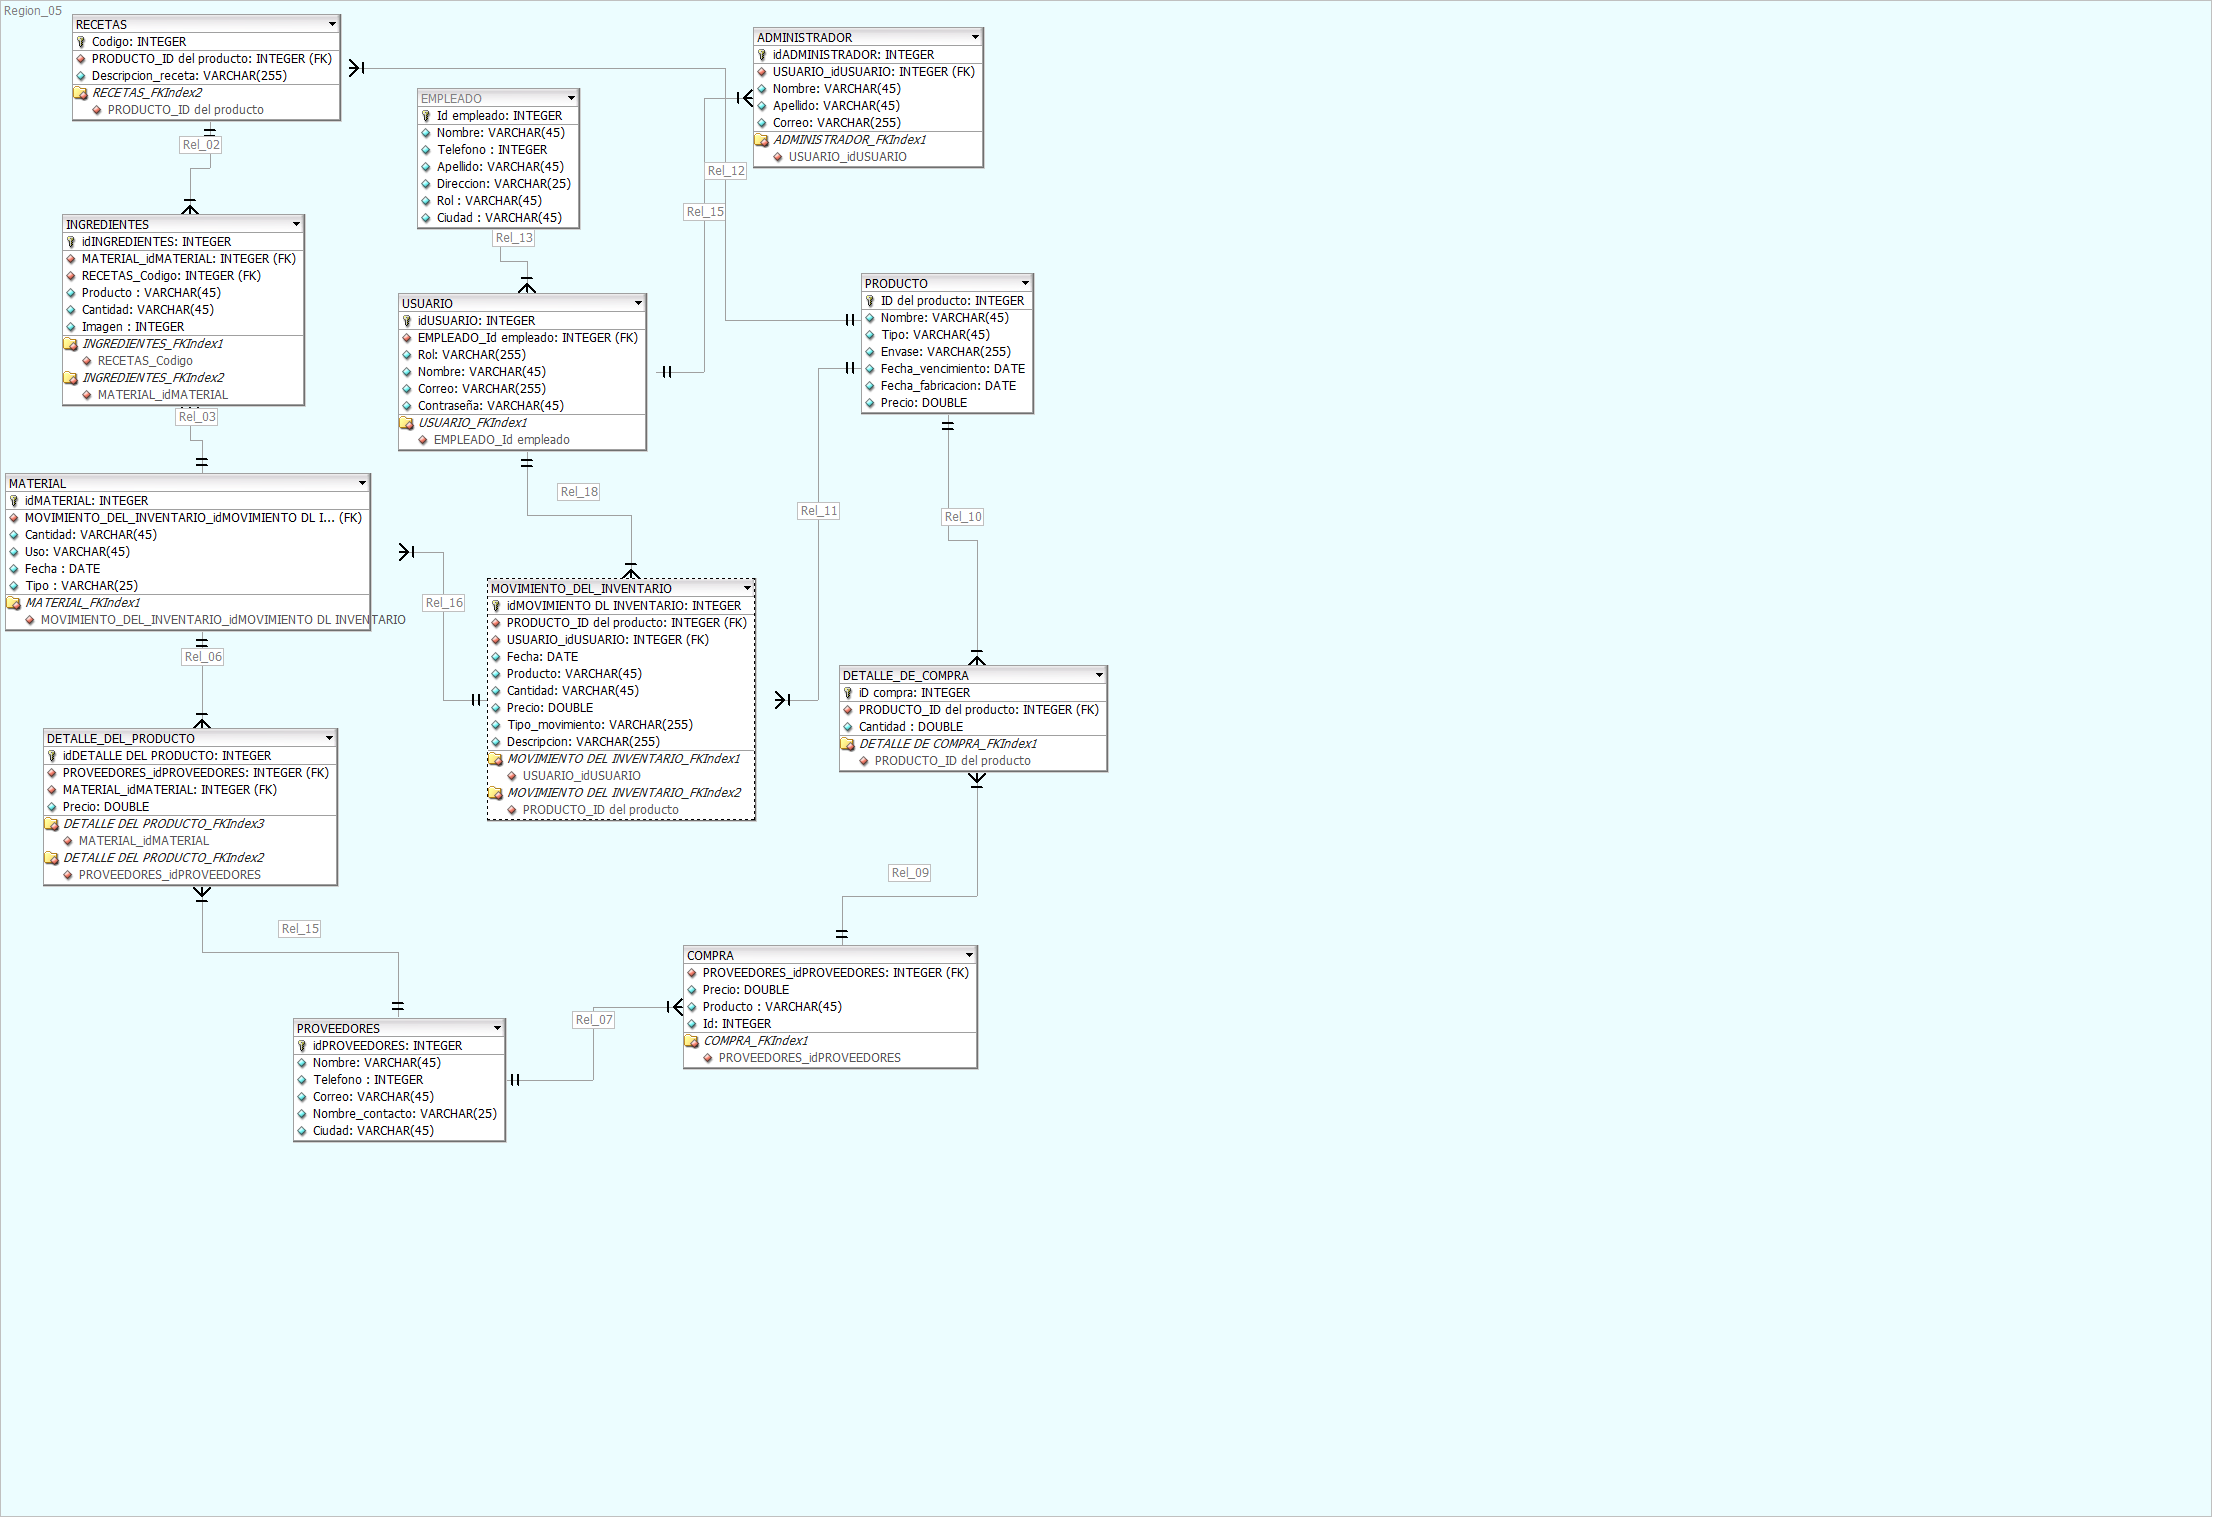 Region_05
RECETAS
Codigo: INTEGER
PRODUCTO_ID del producto: INTEGER (FK)
Descripcion_receta: VARCHAR(255)
RECETAS_FKIndex2
PRODUCTO_ID del producto
Rel_02
EMPLEADO
Id empleado: INTEGER
Nombre: VARCHAR(45)
Telefono : INTEGER
Apellido: VARCHAR(45)
Direccion: VARCHAR(25)
Rol : VARCHAR(45)
Ciudad : VARCHAR(45)
Rel_13
ADMINISTRADOR
idADMINISTRADOR: INTEGER
USUARIO_idUSUARIO: INTEGER (FK)
Nombre: VARCHAR(45)
Apellido: VARCHAR(45)
Correo: VARCHAR(255)
ADMINISTRADOR_FKIndex1
USUARIO_idUSUARIO
Rel_12
Rel_15
INGREDIENTES
idINGREDIENTES: INTEGER
MATERIAL_idMATERIAL: INTEGER (FK)
RECETAS_Codigo: INTEGER (FK)
Producto : VARCHAR(45)
Cantidad: VARCHAR(45)
Imagen : INTEGER
INGREDIENTES_FKIndex1
RECETAS_Codigo
INGREDIENTES_FKIndex2
MATERIAL_idMATERIAL
Rel_03
USUARIO
idUSUARIO: INTEGER
EMPLEADO_Id empleado: INTEGER (FK)
Rol: VARCHAR(255)
Nombre: VARCHAR(45)
Correo: VARCHAR(255)
Contraseña: VARCHAR(45)
USUARIO_FKIndex1
EMPLEADO_Id empleado
Rel_18
PRODUCTO
ID del producto: INTEGER
Nombre: VARCHAR(45)
Tipo: VARCHAR(45)
Envase: VARCHAR(255)
Fecha_vencimiento: DATE
Fecha_fabricacion: DATE
Precio: DOUBLE
Rel_11
Rel_10
MATERIAL
idMATERIAL: INTEGER
MOVIMIENTO_DEL_INVENTARIO_idMOVIMIENTO DL I... (FK)
Cantidad: VARCHAR(45)
Uso: VARCHAR(45)
Fecha : DATE
Tipo : VARCHAR(25)
MATERIAL_FKIndex1
MOVIMIENTO_DEL_INVENTARIO_idMOVIMIENTO DL INVENTARIO
Rel_16
Rel_06
MOVIMIENTO_DEL_INVENTARIO
idMOVIMIENTO DL INVENTARIO: INTEGER
PRODUCTO_ID del producto: INTEGER (FK)
USUARIO_idUSUARIO: INTEGER (FK)
Fecha: DATE
Producto: VARCHAR(45)
Cantidad: VARCHAR(45)
Precio: DOUBLE
Tipo_movimiento: VARCHAR(255)
Descripcion: VARCHAR(255)
MOVIMIENTO DEL INVENTARIO_FKIndex1
USUARIO_idUSUARIO
MOVIMIENTO DEL INVENTARIO_FKIndex2
PRODUCTO_ID del producto
DETALLE_DE_COMPRA
iD compra: INTEGER
PRODUCTO_ID del producto: INTEGER (FK)
Cantidad : DOUBLE
DETALLE DE COMPRA_FKIndex1
PRODUCTO_ID del producto
DETALLE_DEL_PRODUCTO
idDETALLE DEL PRODUCTO: INTEGER
PROVEEDORES_idPROVEEDORES: INTEGER (FK)
MATERIAL_idMATERIAL: INTEGER (FK)
Precio: DOUBLE
DETALLE DEL PRODUCTO_FKIndex3
MATERIAL_idMATERIAL
DETALLE DEL PRODUCTO_FKIndex2
PROVEEDORES_idPROVEEDORES
Rel_09
Rel_15
COMPRA
PROVEEDORES_idPROVEEDORES: INTEGER (FK)
Precio: DOUBLE
Producto : VARCHAR(45)
Id: INTEGER
COMPRA_FKIndex1
PROVEEDORES_idPROVEEDORES
Rel_07
PROVEEDORES
idPROVEEDORES: INTEGER
Nombre: VARCHAR(45)
Telefono : INTEGER
Correo: VARCHAR(45)
Nombre_contacto: VARCHAR(25)
Ciudad: VARCHAR(45)